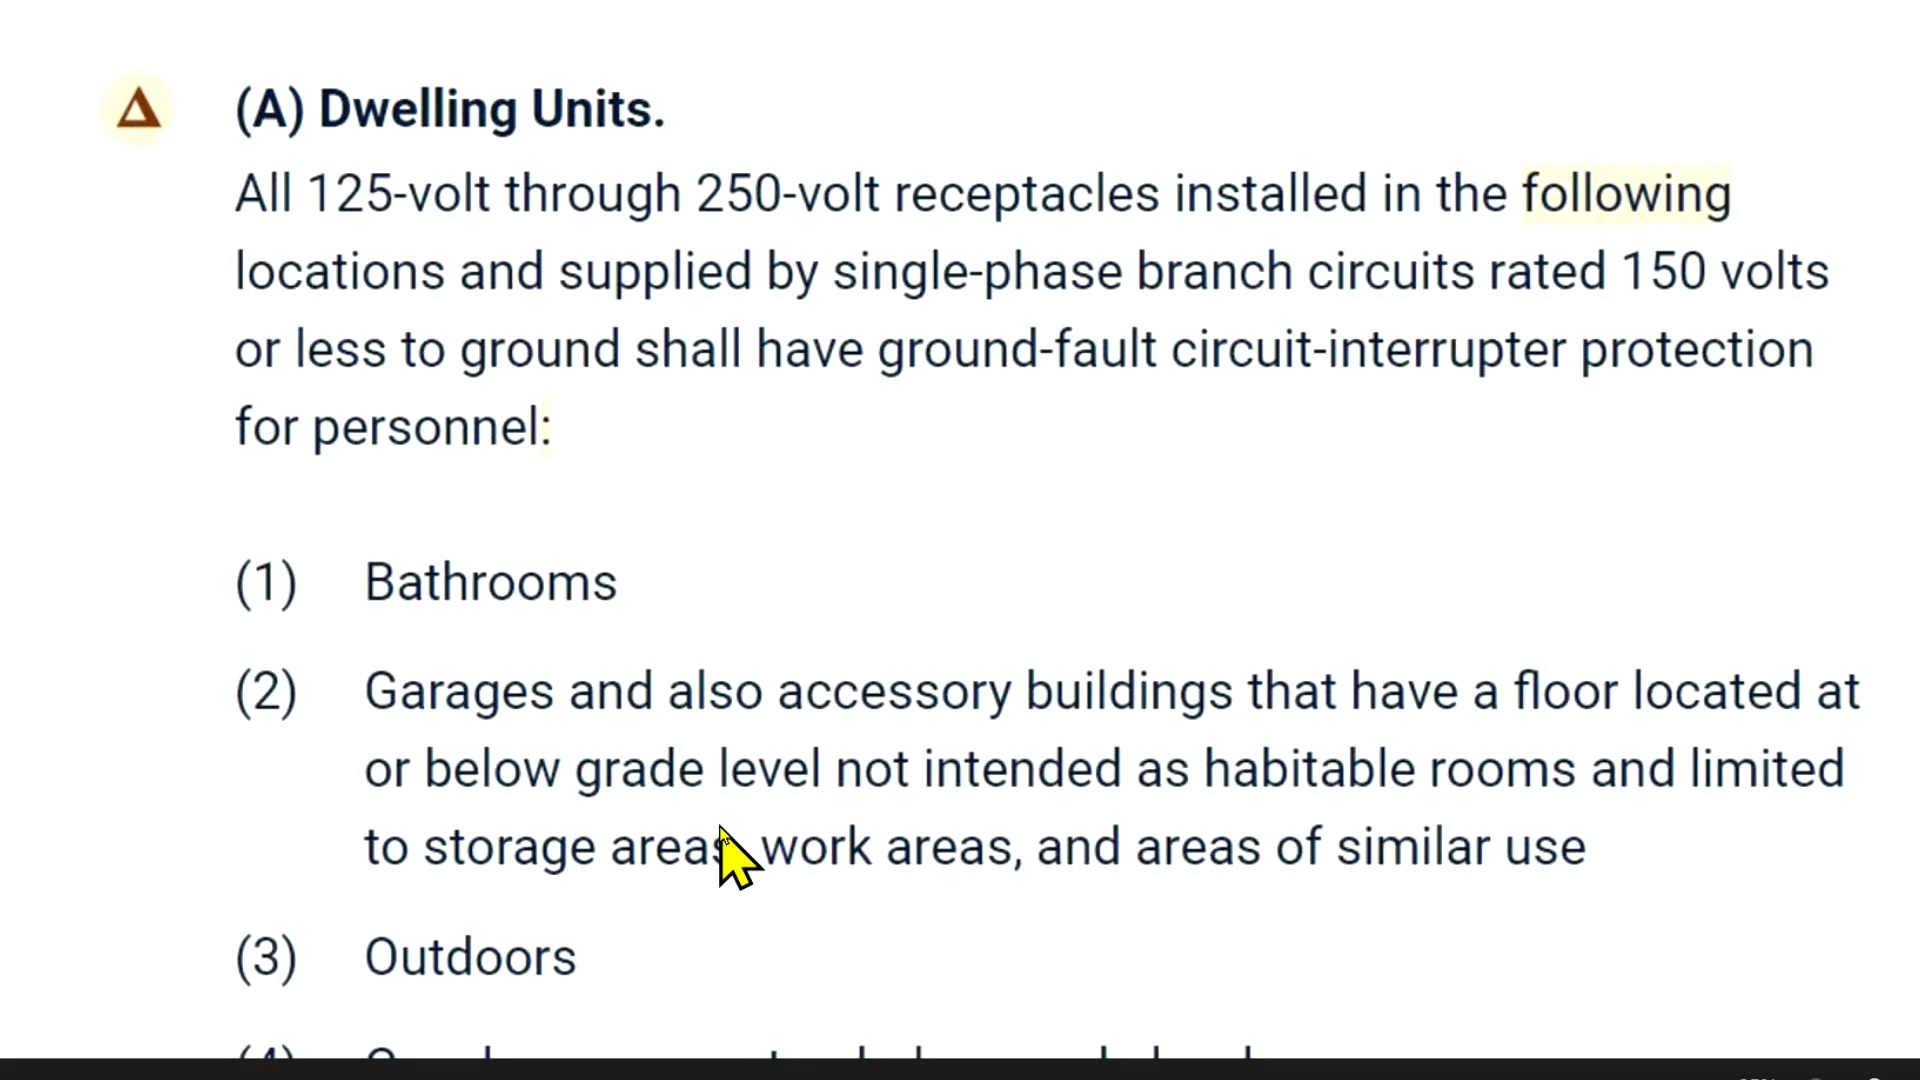 (A) Dwelling Units.
All 125-volt through 250-volt receptacles installed in the following
locations and supplied by single-phase branch circuits rated 150 volts
or less to ground shall have ground-fault circuit-interrupter protection
for personnel:
(1) Bathrooms
(2) Garages and also accessory buildings that have a floor located at
or below grade level not intended as habitable rooms and limited
to storage areas, work areas, and areas of similar use
(3) Outdoors